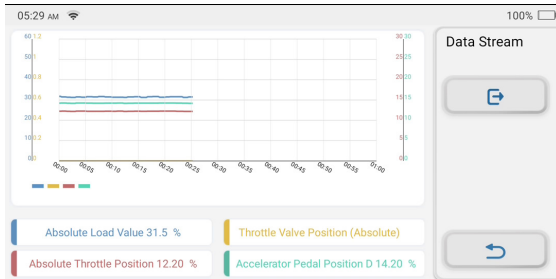 05:29 AM
100%
Data Stream
60 1.2
50 1
40 0.8
30 0.6
20 0.4
10 0.2
0 0
30 30
25 25
20 20
15 15
10 10
5 5
0 0
00:00 00:05 00:10 00:15 00:20 00:25 00:30 00:35 00:40 00:45 00:50 00:55 01:00
Absolute Load Value 31.5 %
Throttle Valve Position (Absolute)
Absolute Throttle Position 12.20 %
Accelerator Pedal Position D 14.20 %